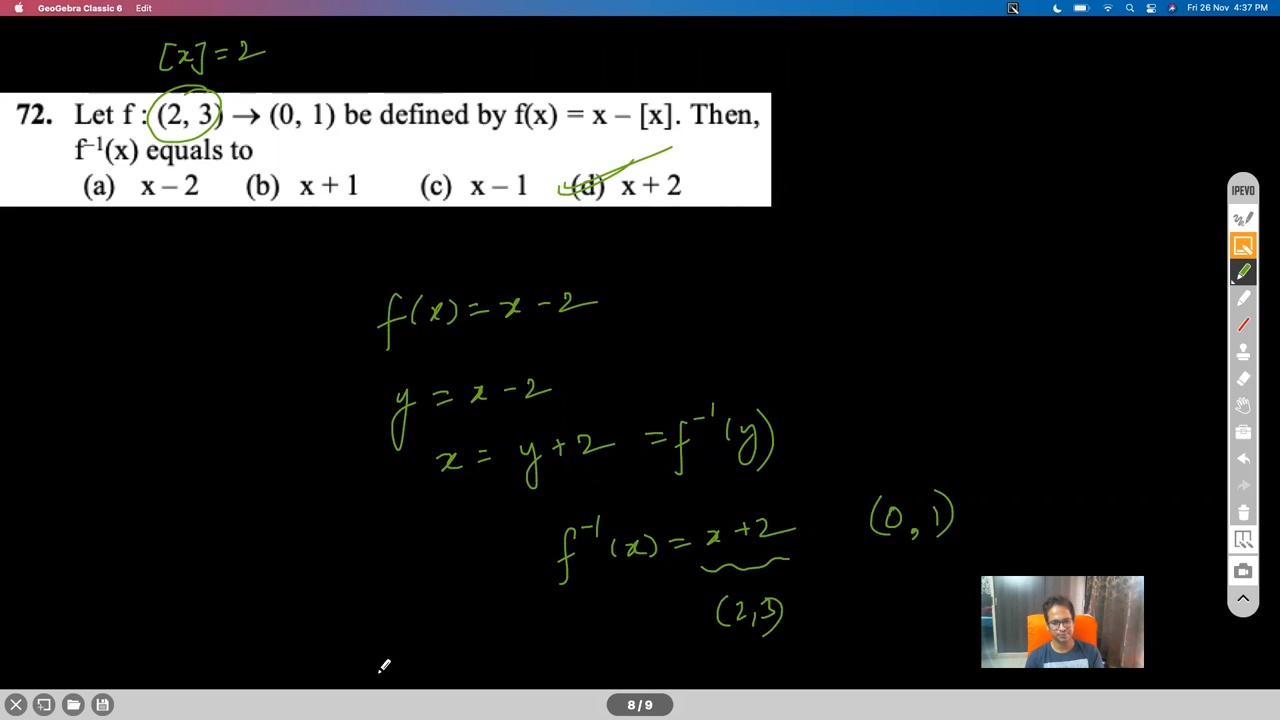 GeoGebra Classic 6 Edit Fri 26 Nov 4:37 PM
[x] = 2
72. Let f : (2, 3) → (0, 1) be defined by f(x) = x – [x]. Then,
f⁻¹(x) equals to
(a) x – 2 (b) x + 1 (c) x – 1 (d) x + 2
f(x) = x - 2
y = x - 2
x = y + 2 = f⁻¹(y)
f⁻¹(x) = x + 2 (0, 1)
(2, 3)
IPEVO
8 / 9